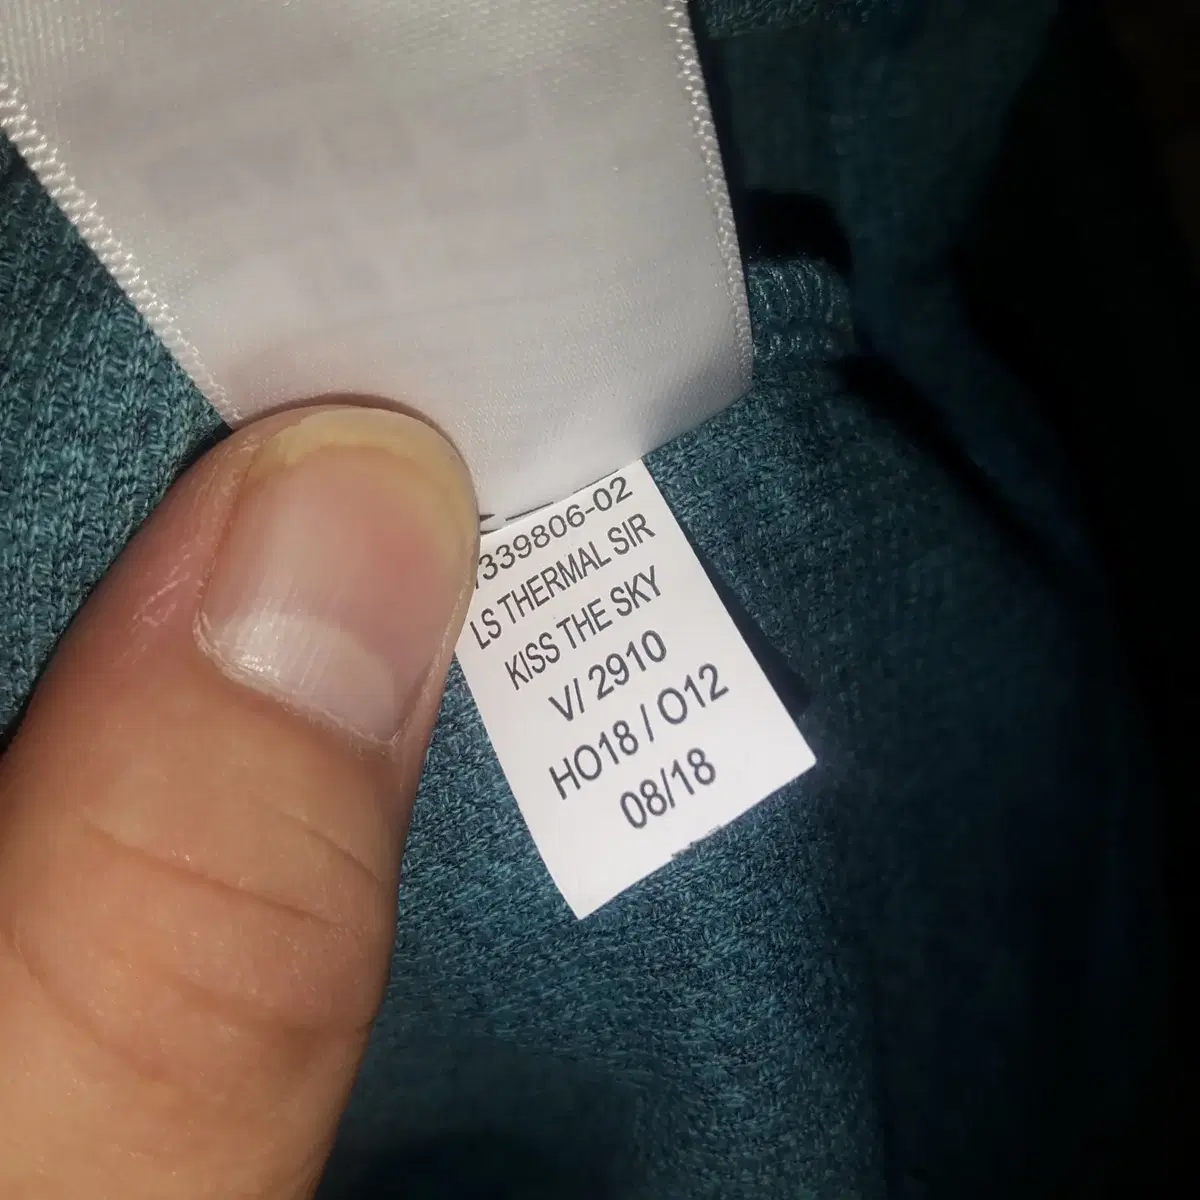 339806-02
LS THERMAL SIR
KISS THE SKY
V/ 2910
HO18 / O12
08/18